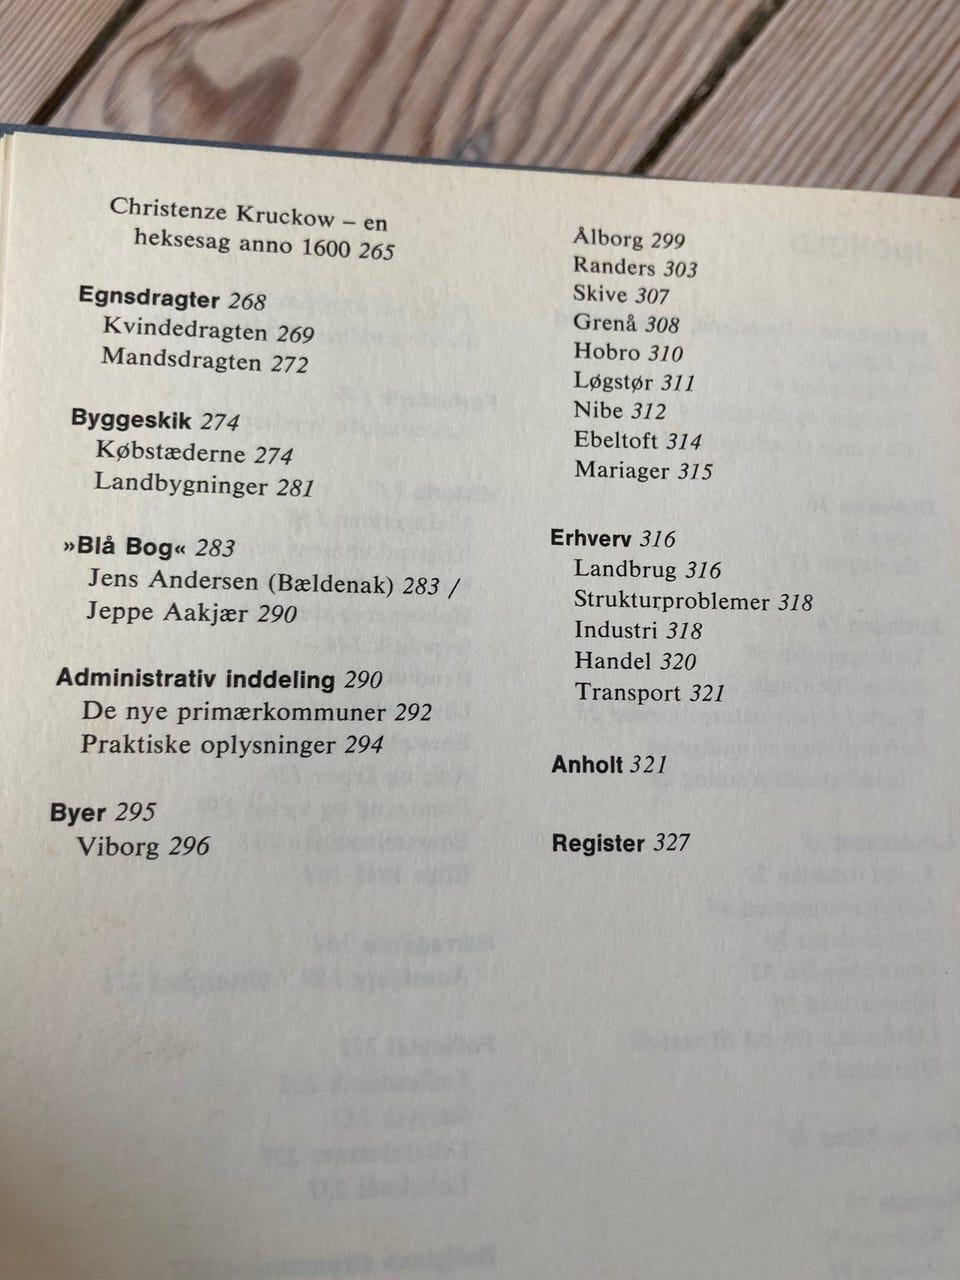 Christenze Kruckow – en
heksesag anno 1600 265
Egnsdragter 268
Kvindedragten 269
Mandsdragten 272
Byggeskik 274
Købstæderne 274
Landbygninger 281
»Blå Bog« 283
Jens Andersen (Bældenak) 283 /
Jeppe Aakjær 290
Administrativ inddeling 290
De nye primærkommuner 292
Praktiske oplysninger 294
Byer 295
Viborg 296
Ålborg 299
Randers 303
Skive 307
Grenå 308
Hobro 310
Løgstør 311
Nibe 312
Ebeltoft 314
Mariager 315
Erhverv 316
Landbrug 316
Strukturproblemer 318
Industri 318
Handel 320
Transport 321
Anholt 321
Register 327